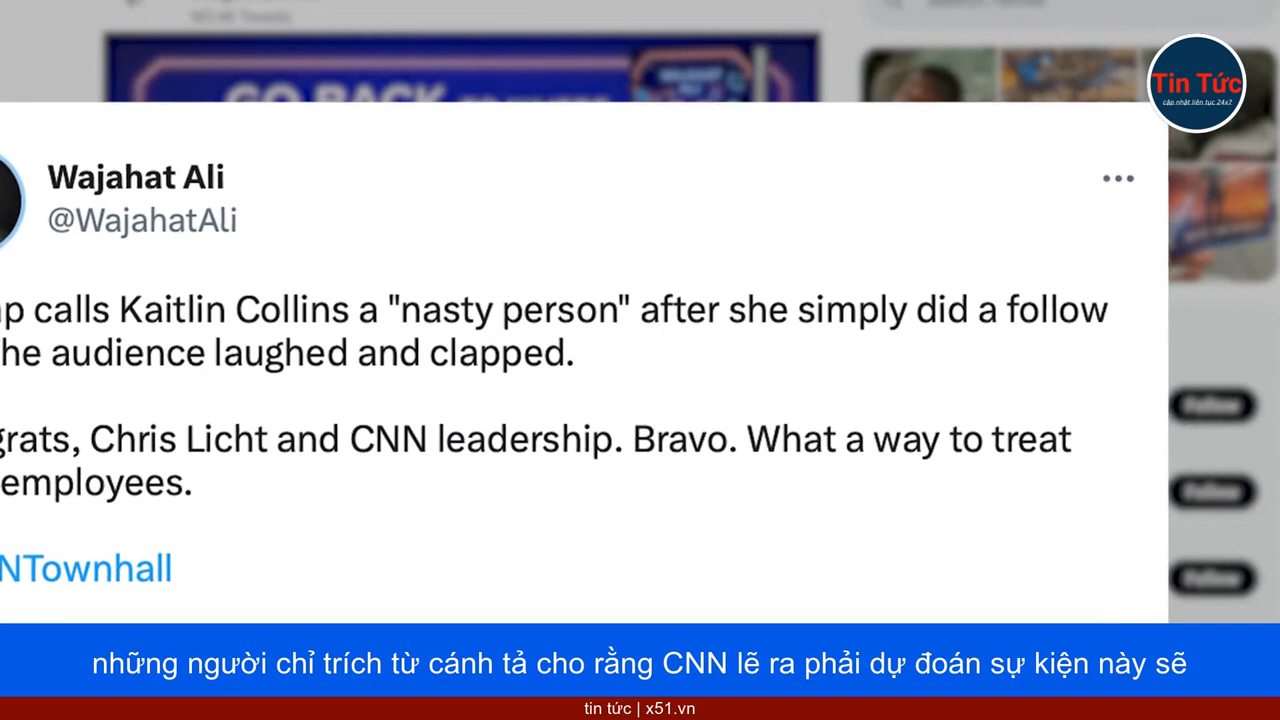 GO BACK
Tin Tức
cập.nhật.liên.tục.24x7
Wajahat Ali
@WajahatAli
p calls Kaitlin Collins a "nasty person" after she simply did a follow
he audience laughed and clapped.
grats, Chris Licht and CNN leadership. Bravo. What a way to treat
employees.
NTownhall
Follow
Follow
Follow
những người chỉ trích từ cánh tả cho rằng CNN lẽ ra phải dự đoán sự kiện này sẽ
tin tức | x51.vn